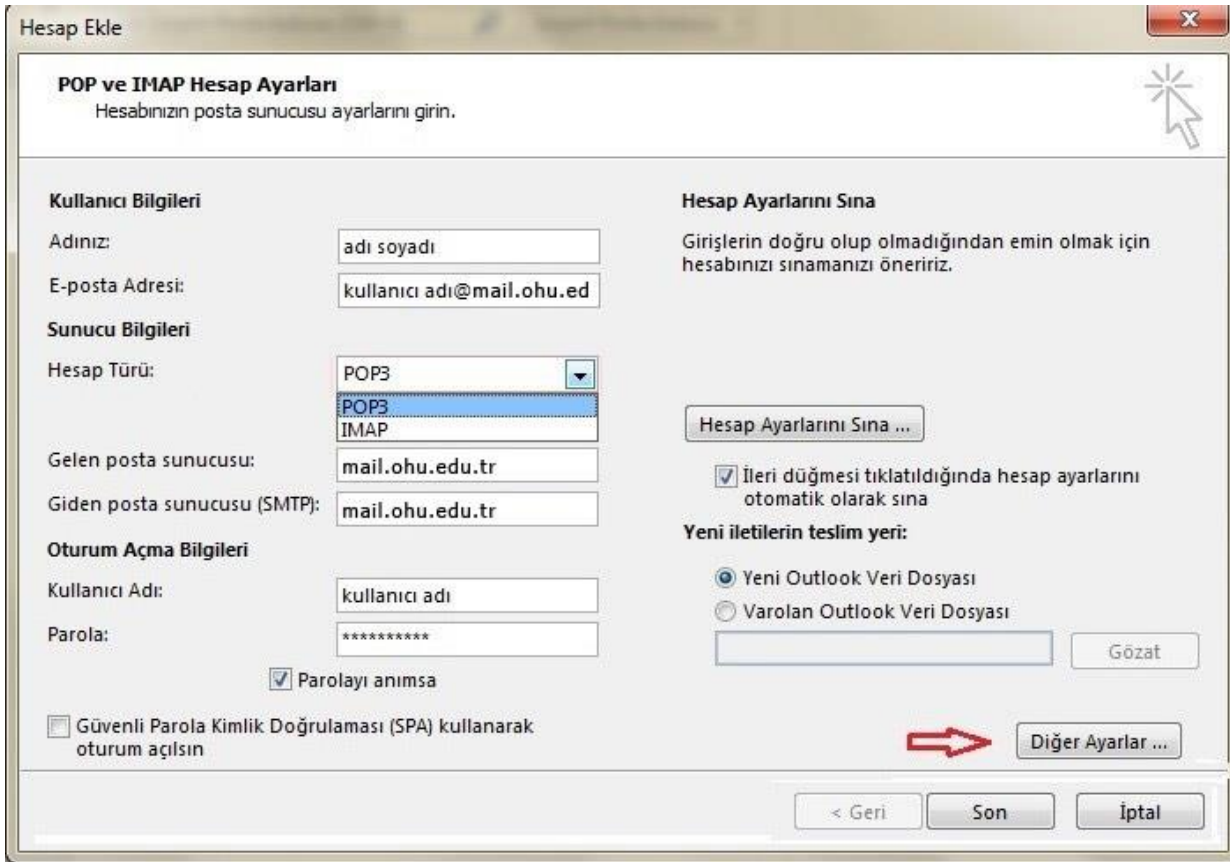 Hesap Ekle
POP ve IMAP Hesap Ayarları
Hesabınızın posta sunucusu ayarlarını girin.
Kullanıcı Bilgileri
Adınız:
adı soyadı
E-posta Adresi:
kullanıcı adı@mail.ohu.ed
Sunucu Bilgileri
Hesap Türü:
POP3
POP3
IMAP
Gelen posta sunucusu:
mail.ohu.edu.tr
Giden posta sunucusu (SMTP):
mail.ohu.edu.tr
Oturum Açma Bilgileri
Kullanıcı Adı:
kullanıcı adı
Parola:
**********
Parolayı anımsa
Güvenli Parola Kimlik Doğrulaması (SPA) kullanarak
oturum açılsın
Hesap Ayarlarını Sına
Girişlerin doğru olup olmadığından emin olmak için
hesabınızı sınamanızı öneririz.
Hesap Ayarlarını Sına ...
İleri düğmesi tıklatıldığında hesap ayarlarını
otomatik olarak sına
Yeni iletilerin teslim yeri:
Yeni Outlook Veri Dosyası
Varolan Outlook Veri Dosyası
Gözat
Diğer Ayarlar ...
< Geri
Son
İptal